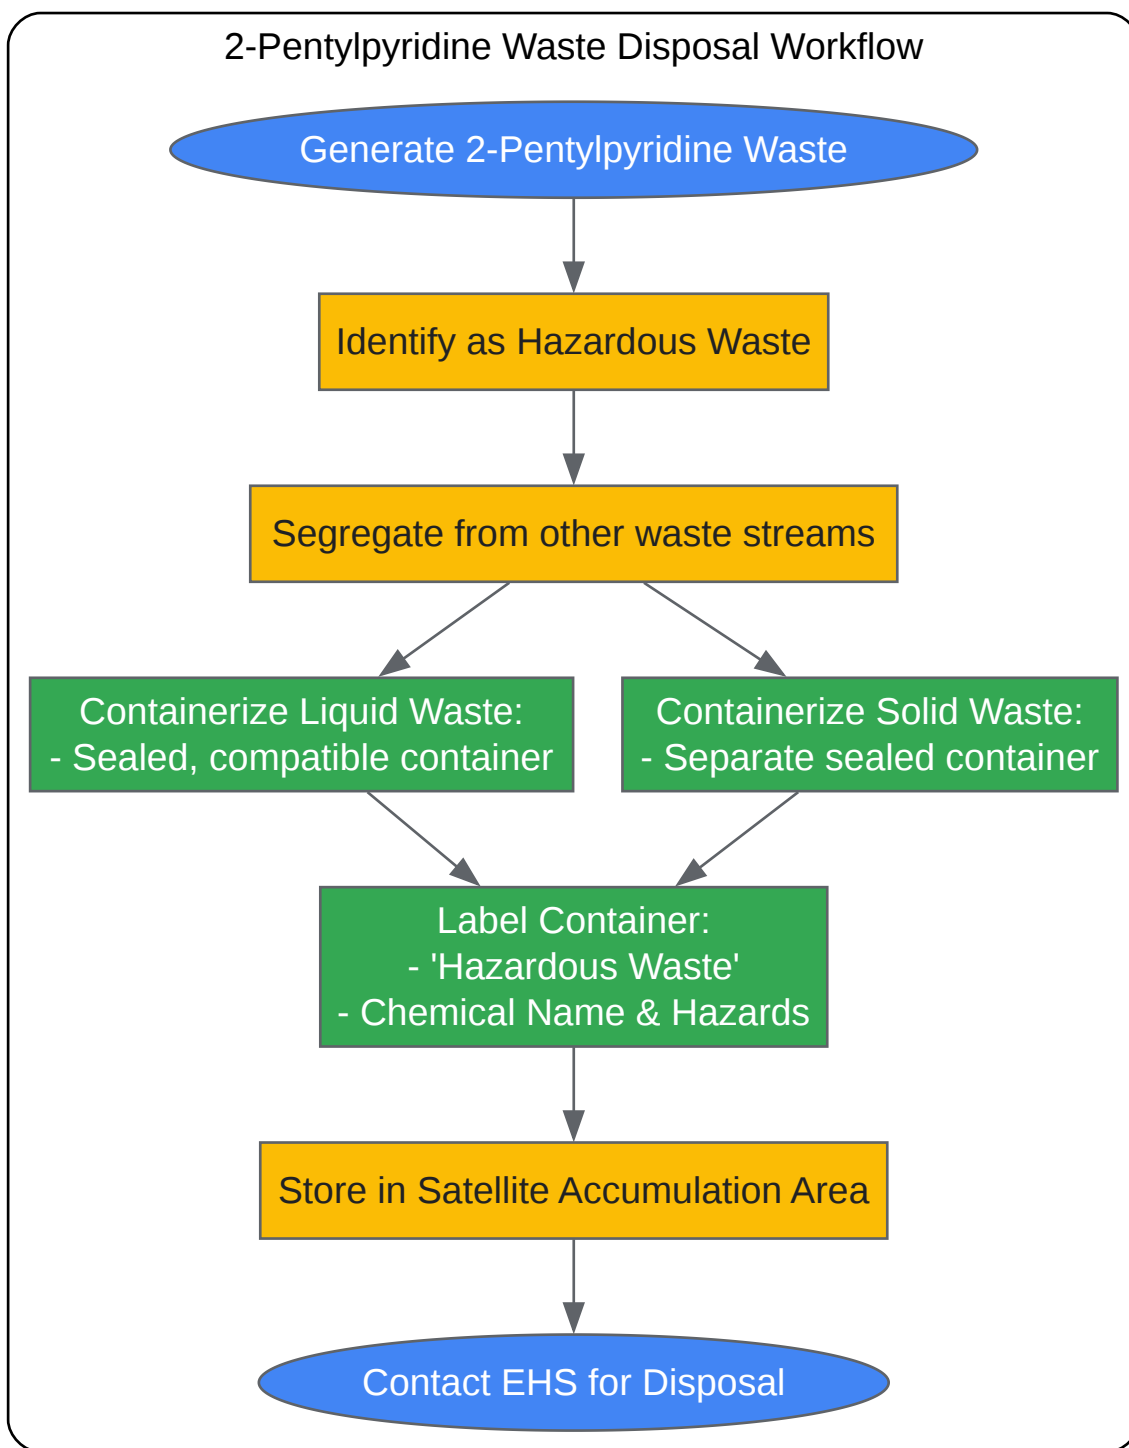 2-Pentylpyridine Waste Disposal Workflow
Generate 2-Pentylpyridine Waste
Identify as Hazardous Waste
Segregate from other waste streams
Containerize Liquid Waste:
- Sealed, compatible container
Containerize Solid Waste:
- Separate sealed container
Label Container:
- 'Hazardous Waste'
- Chemical Name & Hazards
Store in Satellite Accumulation Area
Contact EHS for Disposal